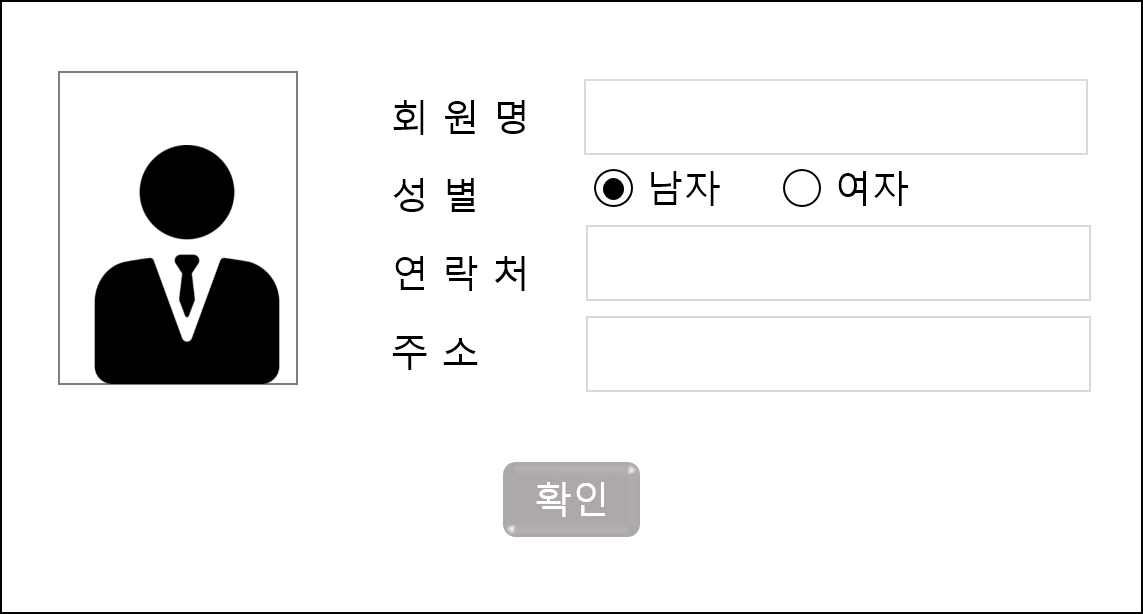 회 원 명
성 별 남자 여자
연 락 처
주 소
확인